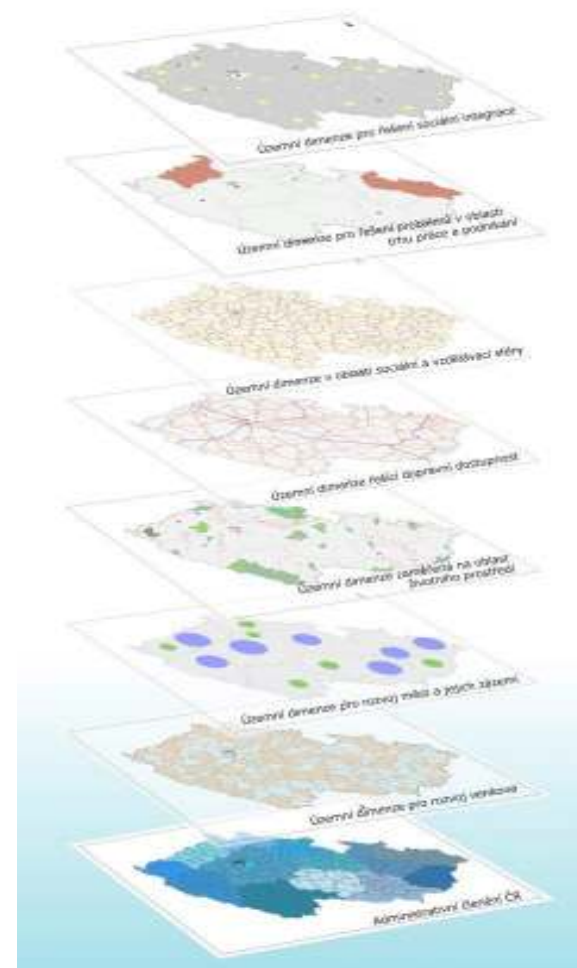 Územní dimenze pro řešení sociální integrace
Územní dimenze pro řešení problémů v oblasti
trhu práce a podnikání
Územní dimenze v oblasti sociální a vzdělávací sféry
Územní dimenze řešící dopravní dostupnost
Územní dimenze zaměřená na oblast
životního prostředí
Územní dimenze pro rozvoj měst a jejich zázemí
Územní dimenze pro rozvoj venkova
Administrativní členění ČR